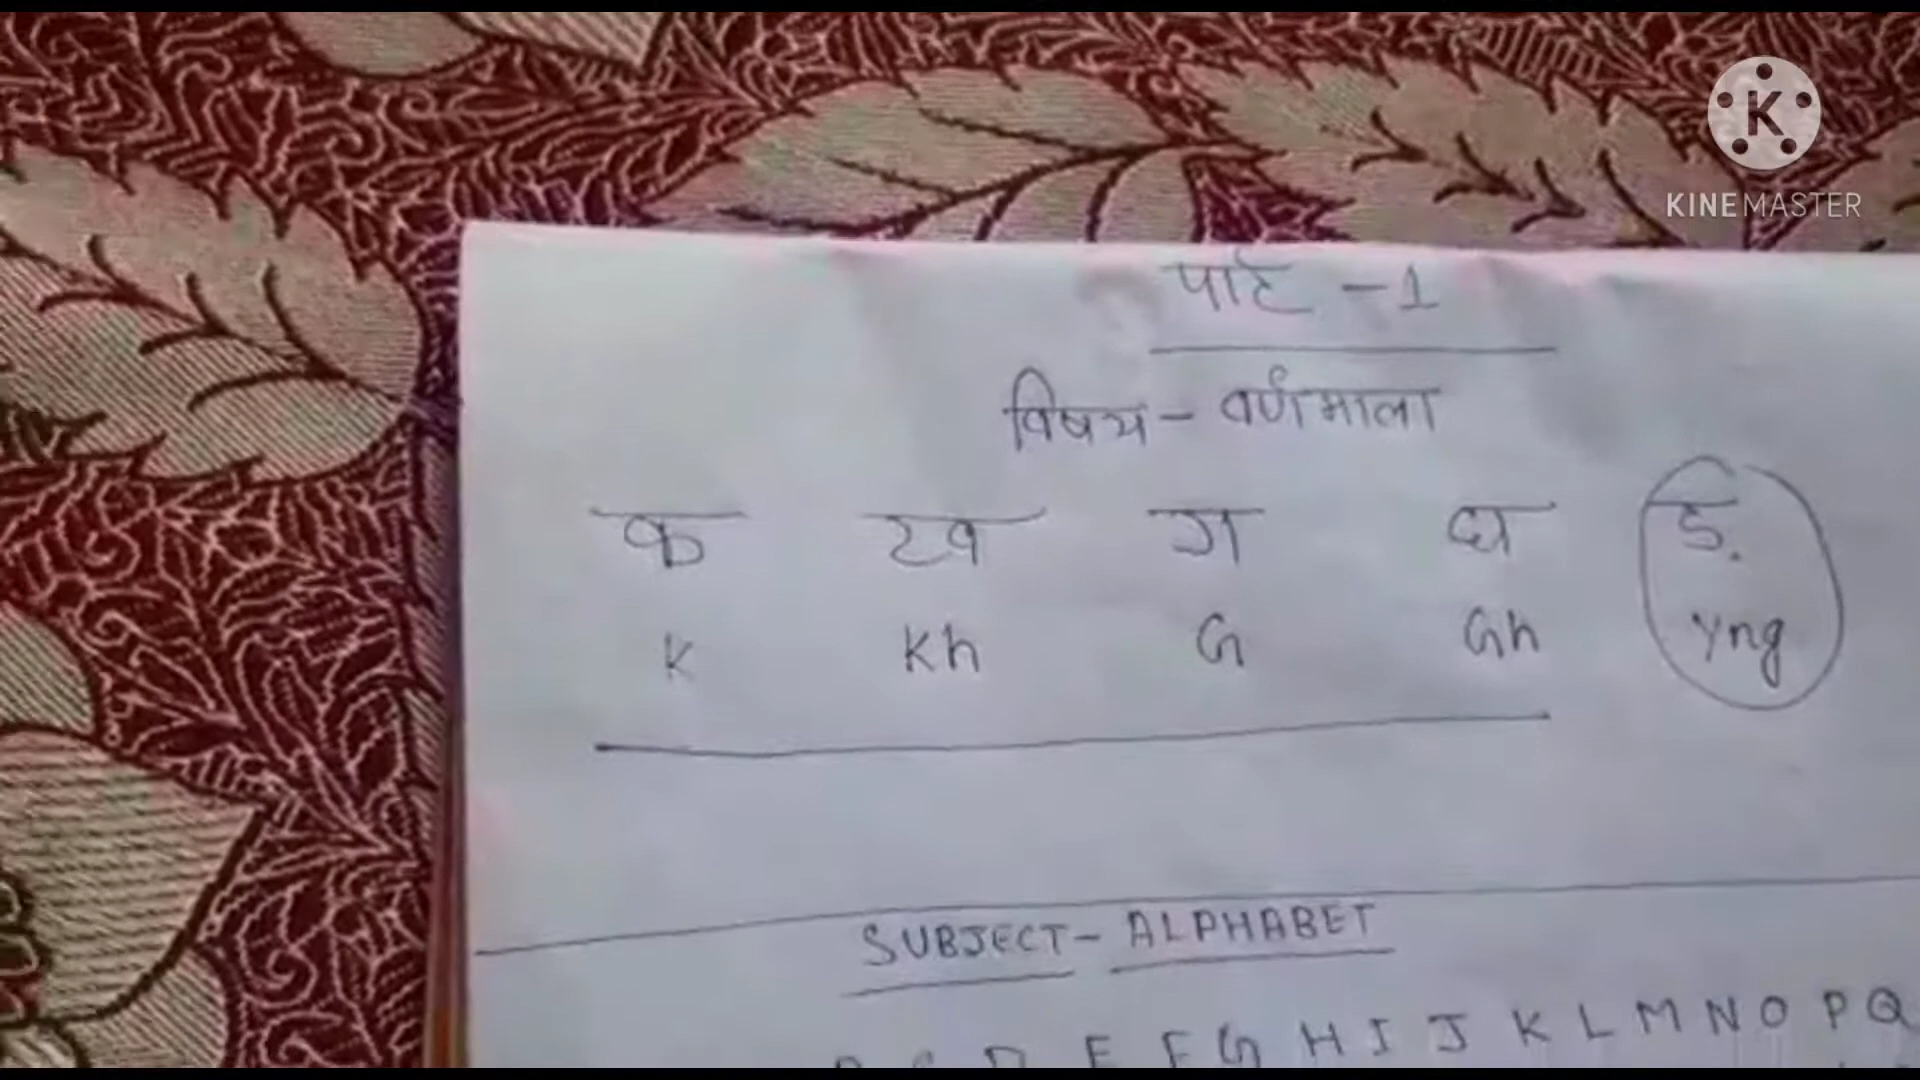 K
KINEMASTER
पाठ - 1
विषय - वर्णमाला
क ख ग घ ङ
K Kh G Gh Yng
SUBJECT - ALPHABET
E F G H I J K L M N O P Q